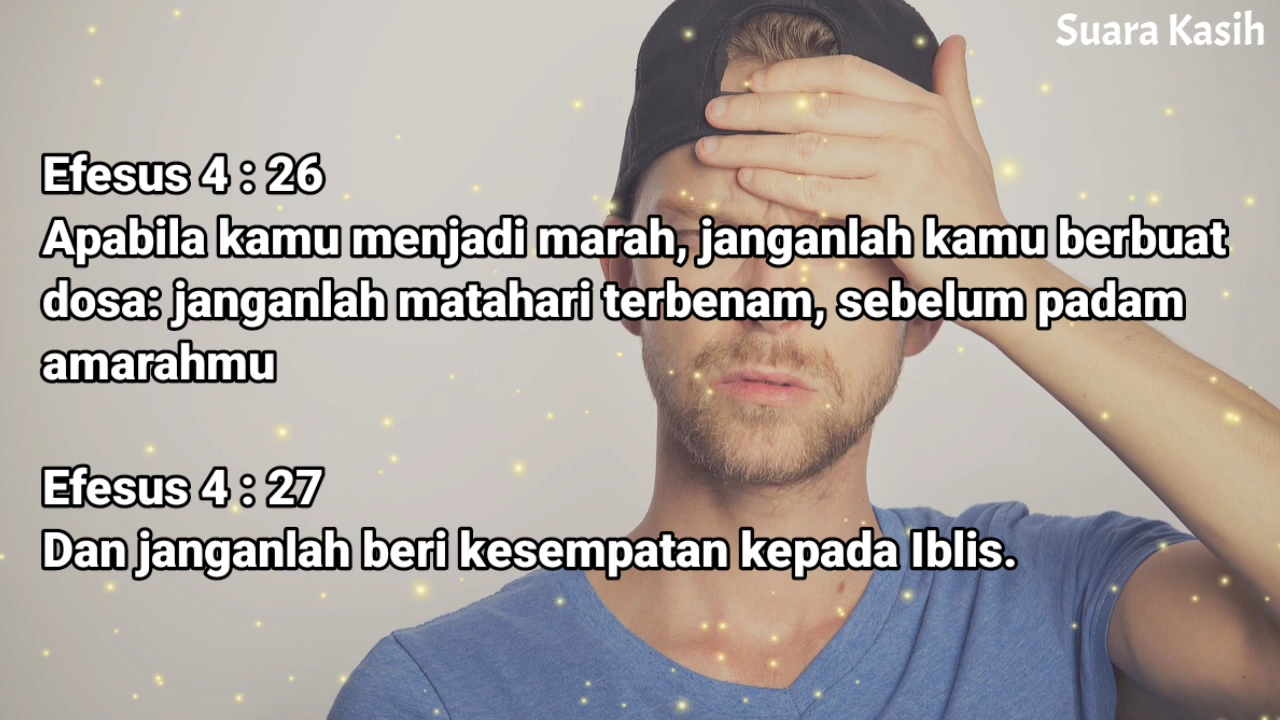 Suara Kasih
Efesus 4 : 26
Apabila kamu menjadi marah, janganlah kamu berbuat
dosa: janganlah matahari terbenam, sebelum padam
amarahmu
Efesus 4 : 27
Dan janganlah beri kesempatan kepada Iblis.